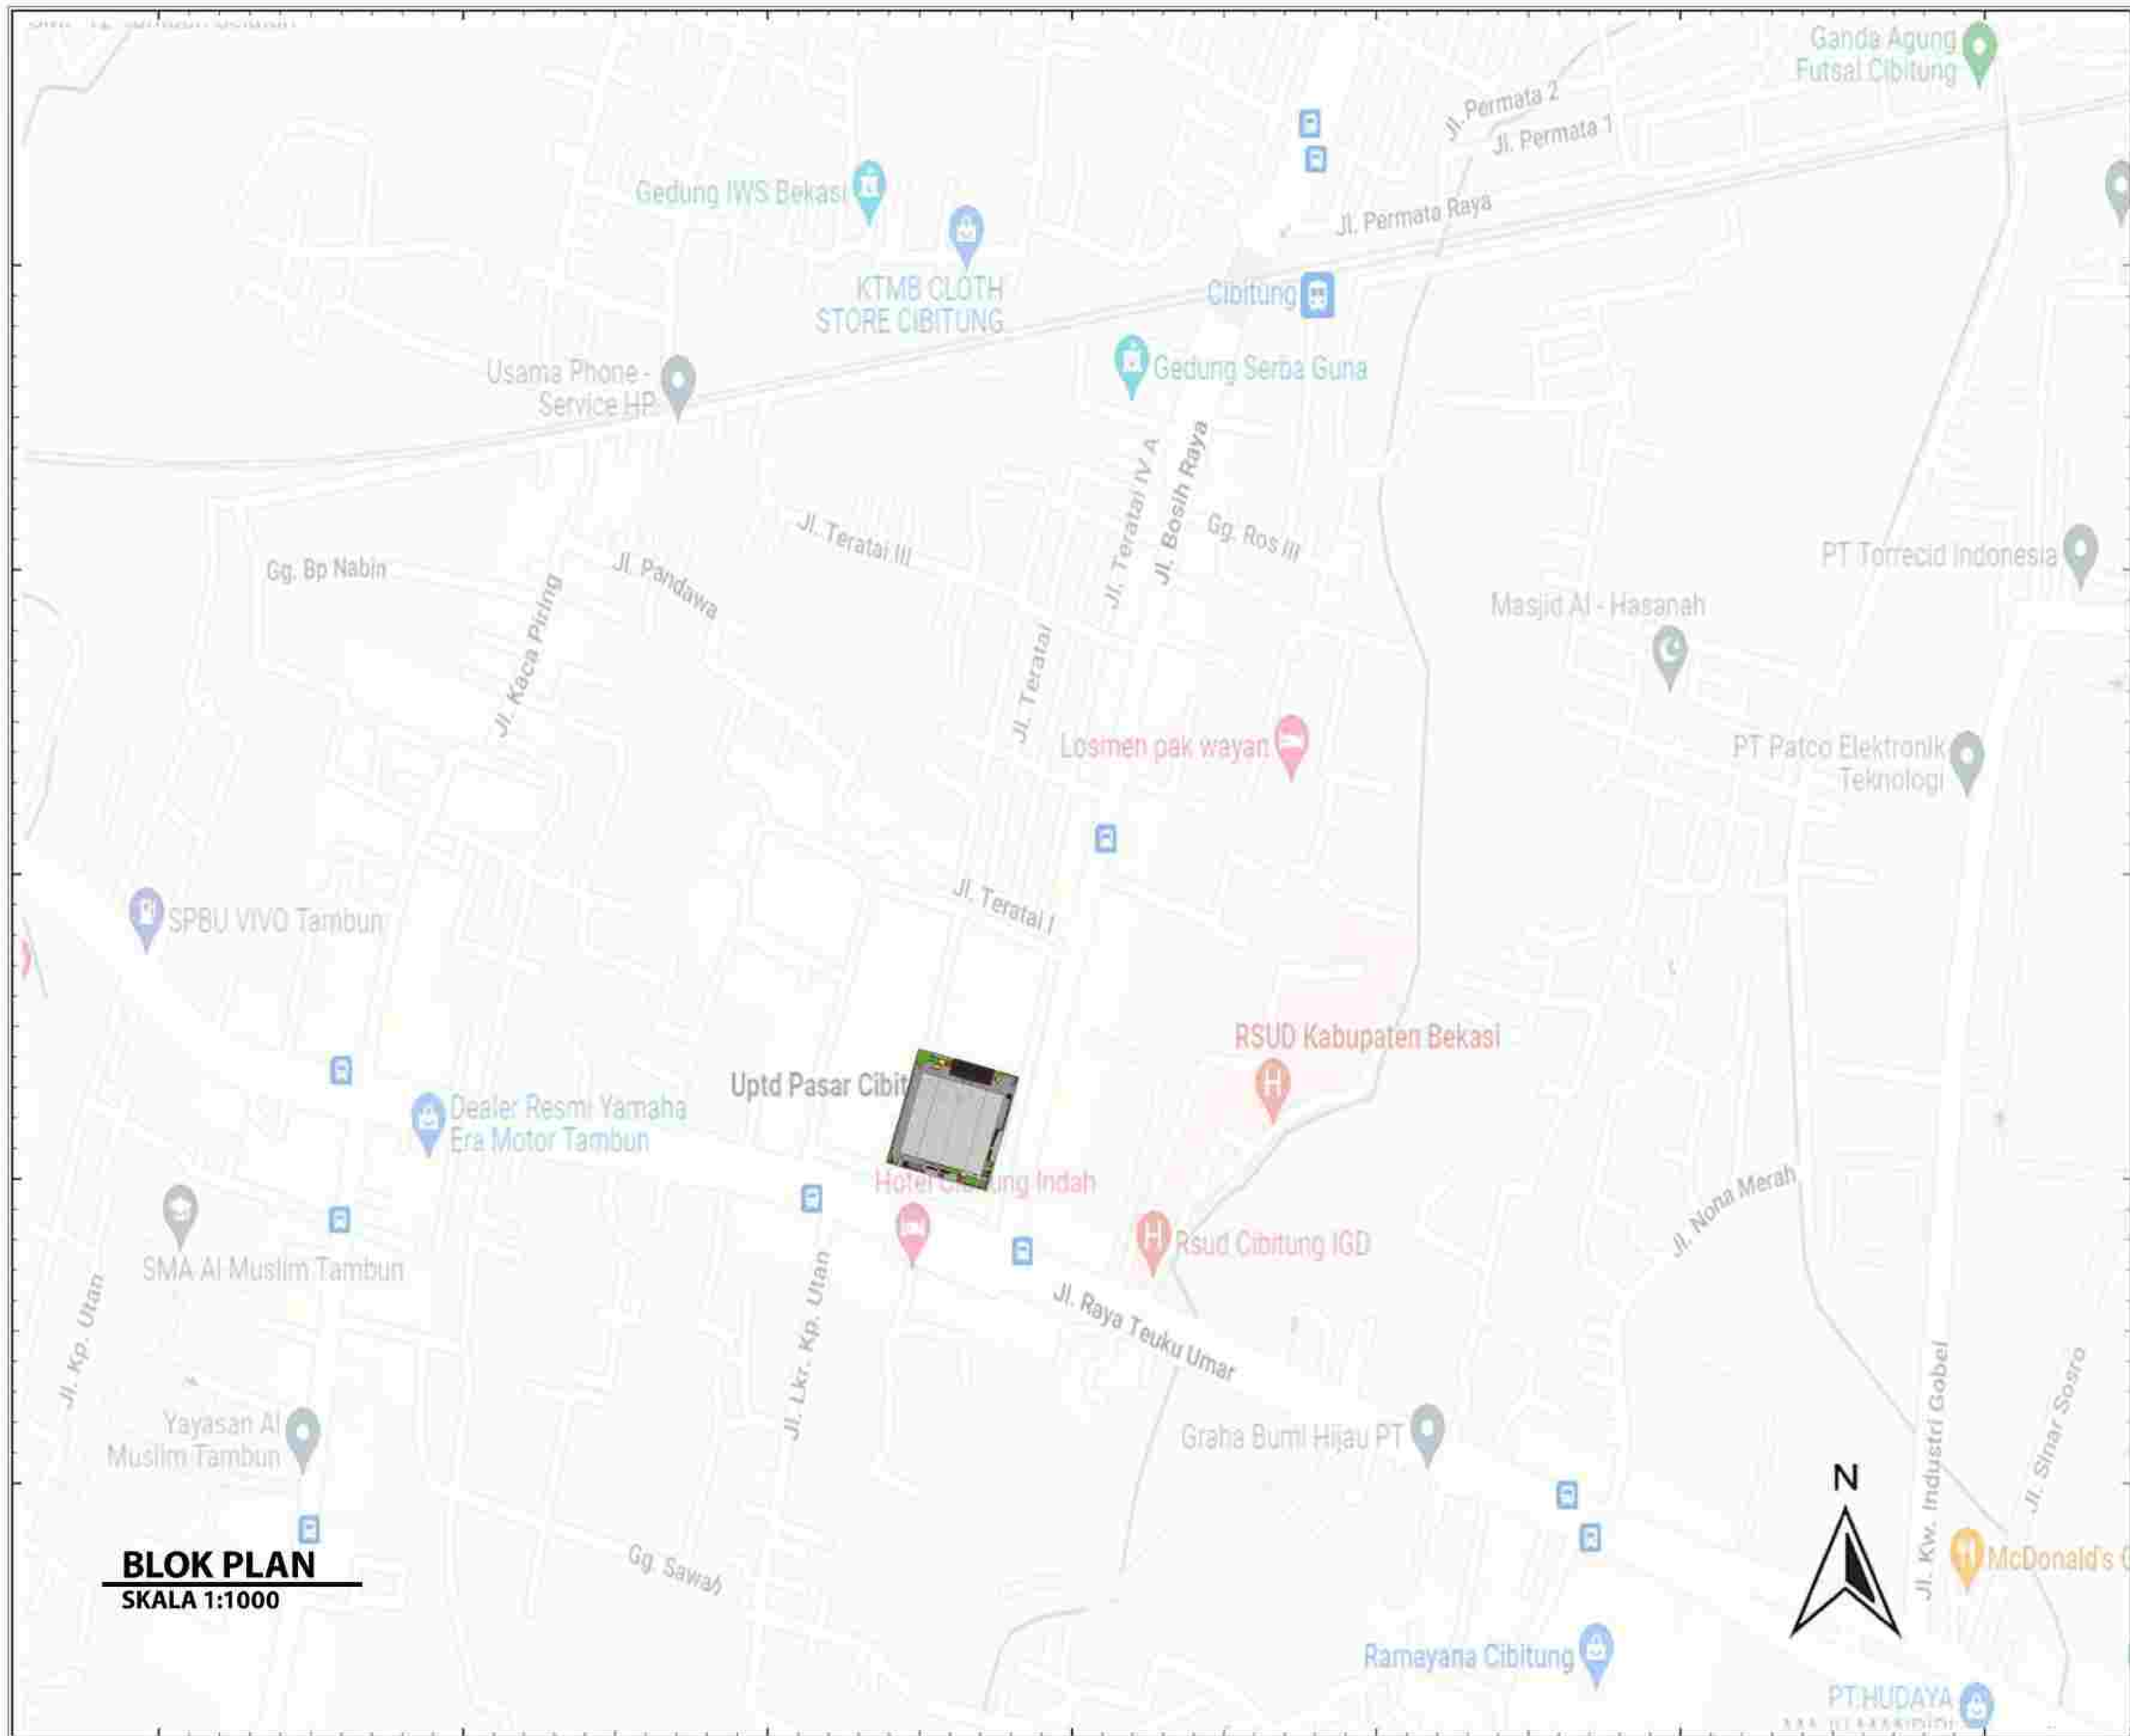 Ganda Agung
Futsal Cibitung
Jl. Permata 2
Jl. Permata 1
Gedung IWS Bekasi
Jl. Permata Raya
KTMB CLOTH
STORE CIBITUNG
Cibitung
Usama Phone -
Service HP
Gedung Serba Guna
Jl. Teratai IV A
Jl. Bosih Raya
Jl. Teratai III
Gg. Ros III
Gg. Bp Nabin
Jl. Pandawa
PT Torrecid Indonesia
Jl. Kaca Piring
Masjid Al - Hasanah
Jl. Teratai
Losmen pak wayan
PT Patco Elektronik
Teknologi
Jl. Teratai I
SPBU VIVO Tambun
RSUD Kabupaten Bekasi
Uptd Pasar Cibit
Dealer Resmi Yamaha
Era Motor Tambun
Hotel Ci ung Indah
Jl. Nona Merah
Rsud Cibitung IGD
SMA Al Muslim Tambun
Jl. Kp. Utan
Jl. Lkr. Kp. Utan
Jl. Raya Teuku Umar
Jl. Kw. Industri Gobel
Jl. Sinar Sosro
Yayasan Al
Muslim Tambun
Graha Bumi Hijau PT
N
BLOK PLAN
SKALA 1:1000
Gg. Sawah
McDonald's
Ramayana Cibitung
PT.HUDAYA